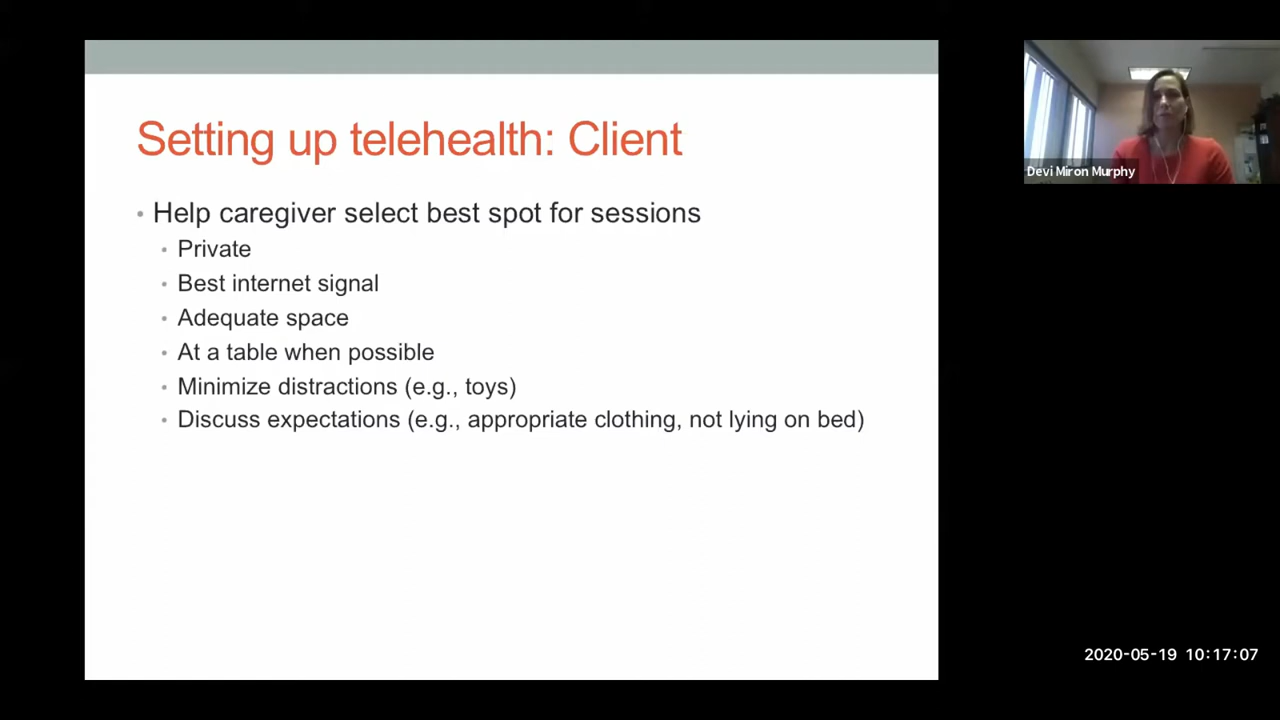 Setting up telehealth: Client
• Help caregiver select best spot for sessions
• Private
• Best internet signal
• Adequate space
• At a table when possible
• Minimize distractions (e.g., toys)
• Discuss expectations (e.g., appropriate clothing, not lying on bed)
Devi Miron Murphy
2020-05-19 10:17:07